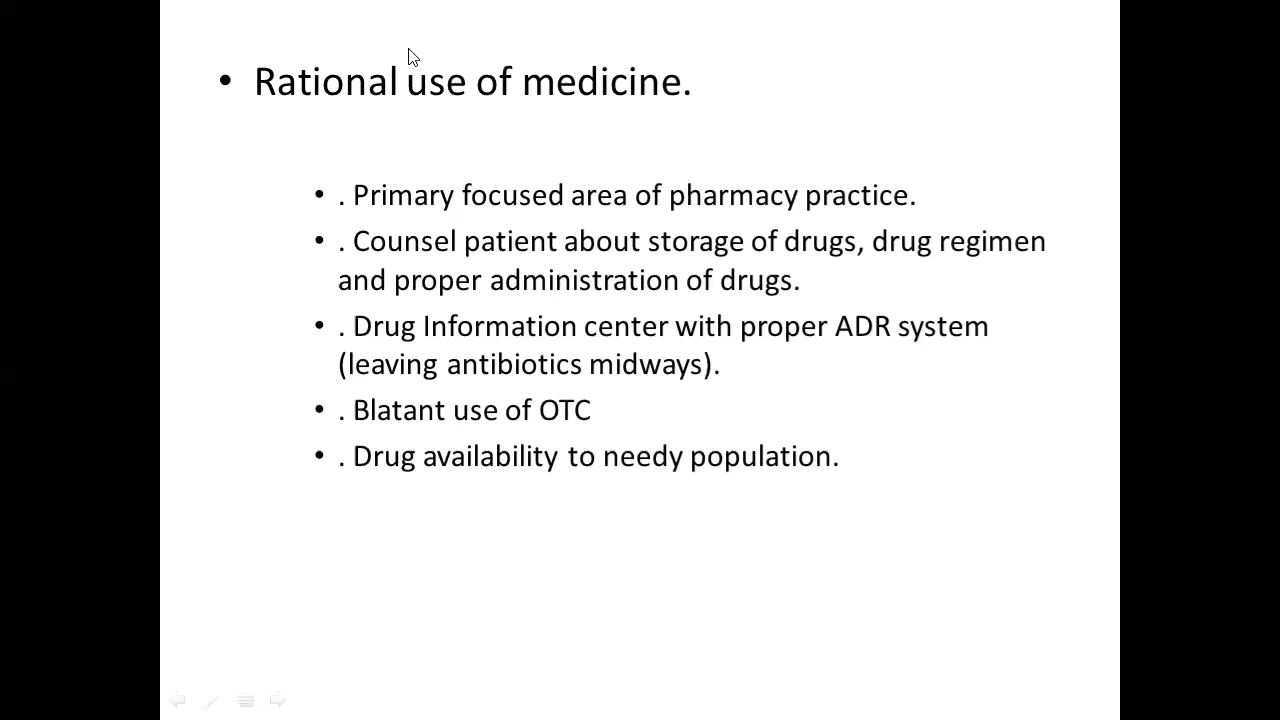 • Rational use of medicine.
• . Primary focused area of pharmacy practice.
• . Counsel patient about storage of drugs, drug regimen
and proper administration of drugs.
• . Drug Information center with proper ADR system
(leaving antibiotics midways).
• . Blatant use of OTC
• . Drug availability to needy population.